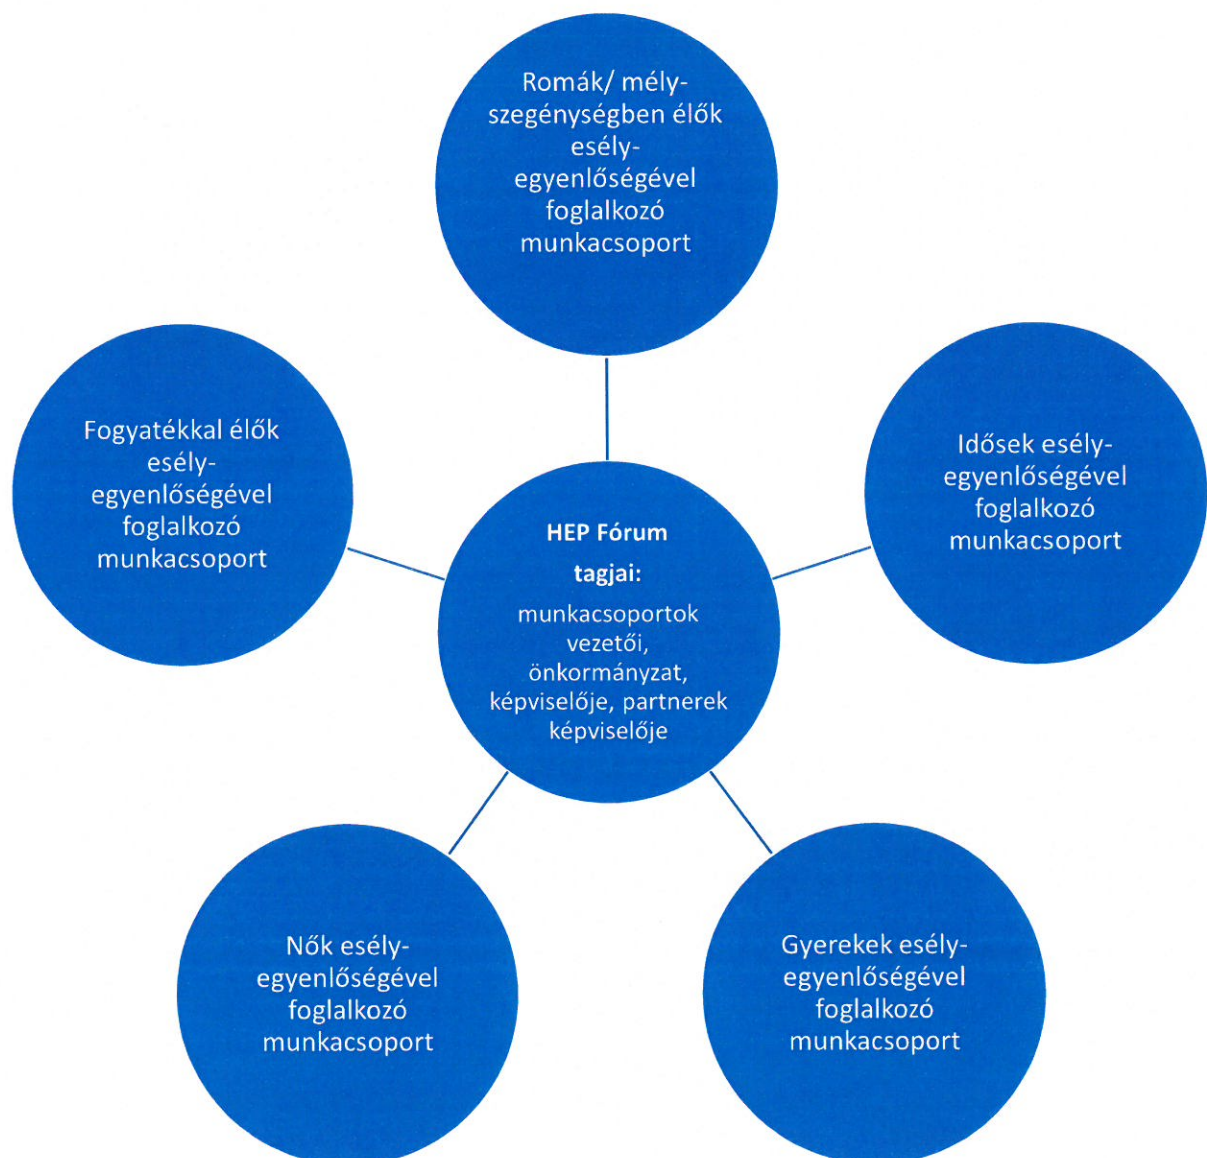 Romák/ mély-
szegénységben élők
esély-
egyenlőségével
foglalkozó
munkacsoport
Fogyatékkal élők
esély-
egyenlőségével
foglalkozó
munkacsoport
Idősek esély-
egyenlőségével
foglalkozó
munkacsoport
HEP Fórum
tagjai:
munkacsoportok
vezetői,
önkormányzat,
képviselője, partnerek
képviselője
Nők esély-
egyenlőségével
foglalkozó
munkacsoport
Gyerekek esély-
egyenlőségével
foglalkozó
munkacsoport